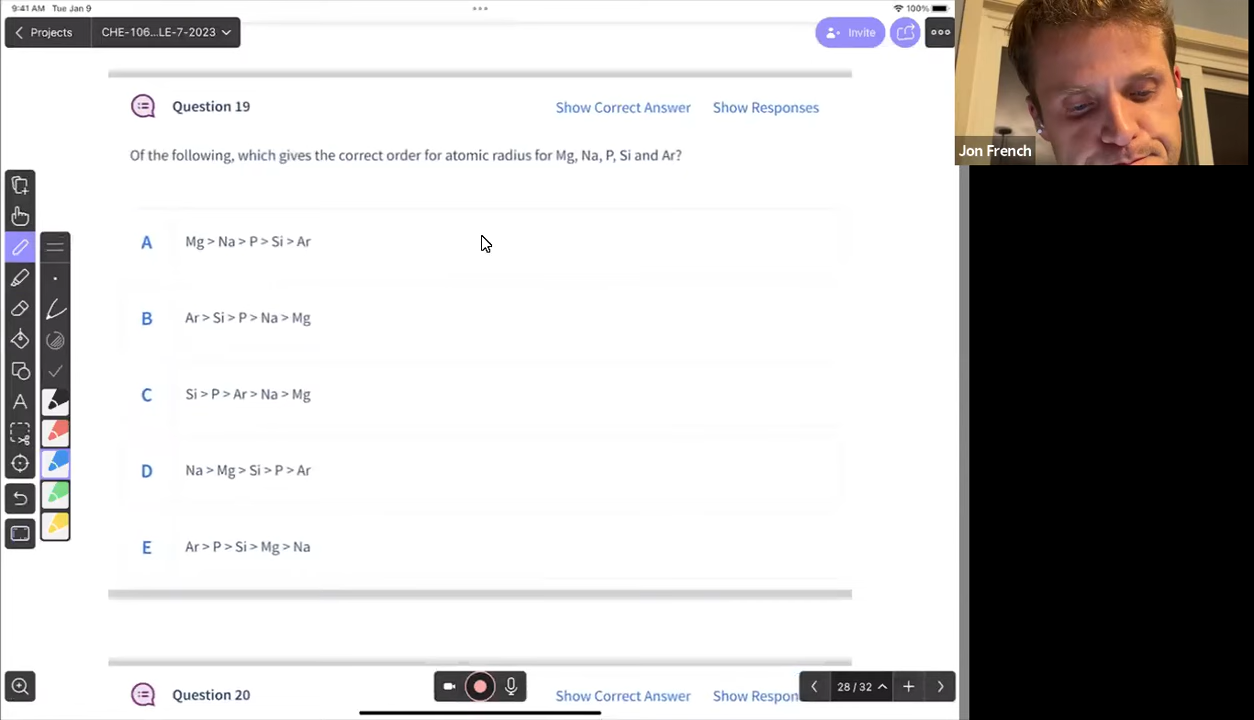 9:41 AM Tue Jan 9
100%
Projects
CHE-106...LE-7-2023
Invite
Question 19
Show Correct Answer
Show Responses
Of the following, which gives the correct order for atomic radius for Mg, Na, P, Si and Ar?
A
Mg > Na > P > Si > Ar
B
Ar > Si > P > Na > Mg
C
Si > P > Ar > Na > Mg
D
Na > Mg > Si > P > Ar
E
Ar > P > Si > Mg > Na
A
28 / 32
Question 20
Show Correct Answer
Show Respon
Jon French